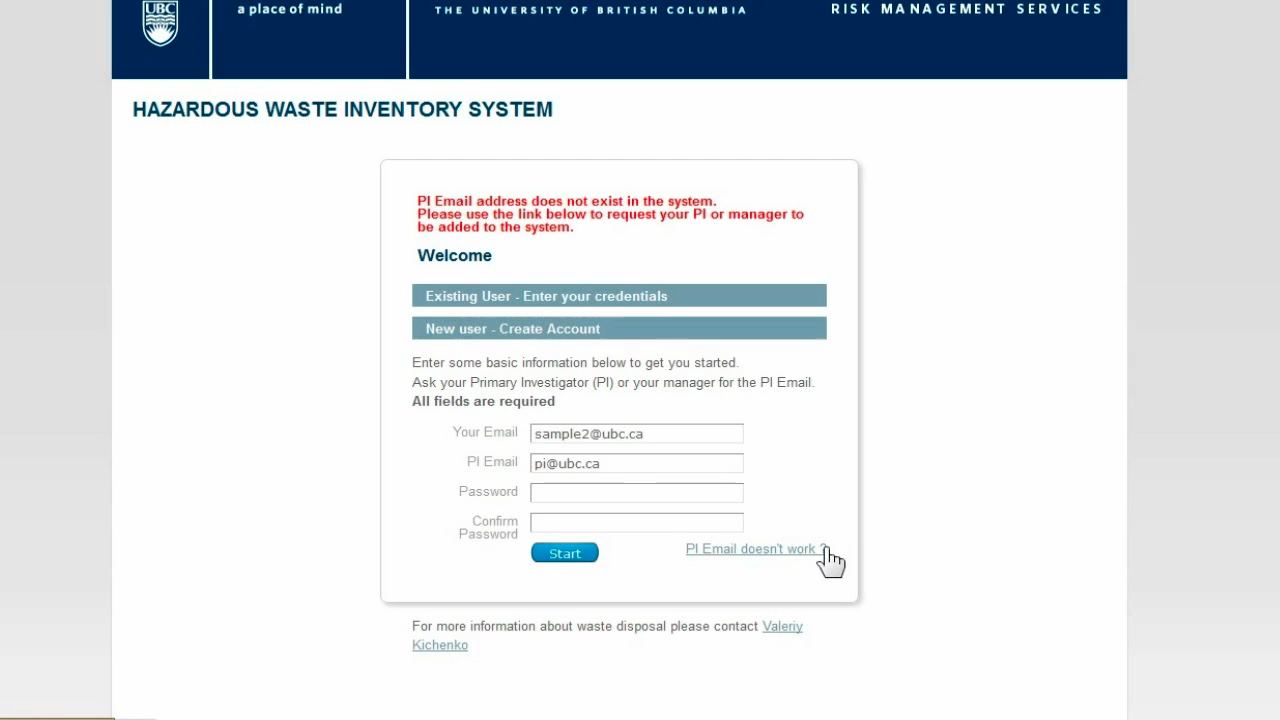 UBC
a place of mind
THE UNIVERSITY OF BRITISH COLUMBIA
RISK MANAGEMENT SERVICES
HAZARDOUS WASTE INVENTORY SYSTEM
PI Email address does not exist in the system.
Please use the link below to request your PI or manager to
be added to the system.
Welcome
Existing User - Enter your credentials
New user - Create Account
Enter some basic information below to get you started.
Ask your Primary Investigator (PI) or your manager for the PI Email.
All fields are required
Your Email sample2@ubc.ca
PI Email pi@ubc.ca
Password
Confirm
Password
Start PI Email doesn't work ?
For more information about waste disposal please contact Valeriy
Kichenko